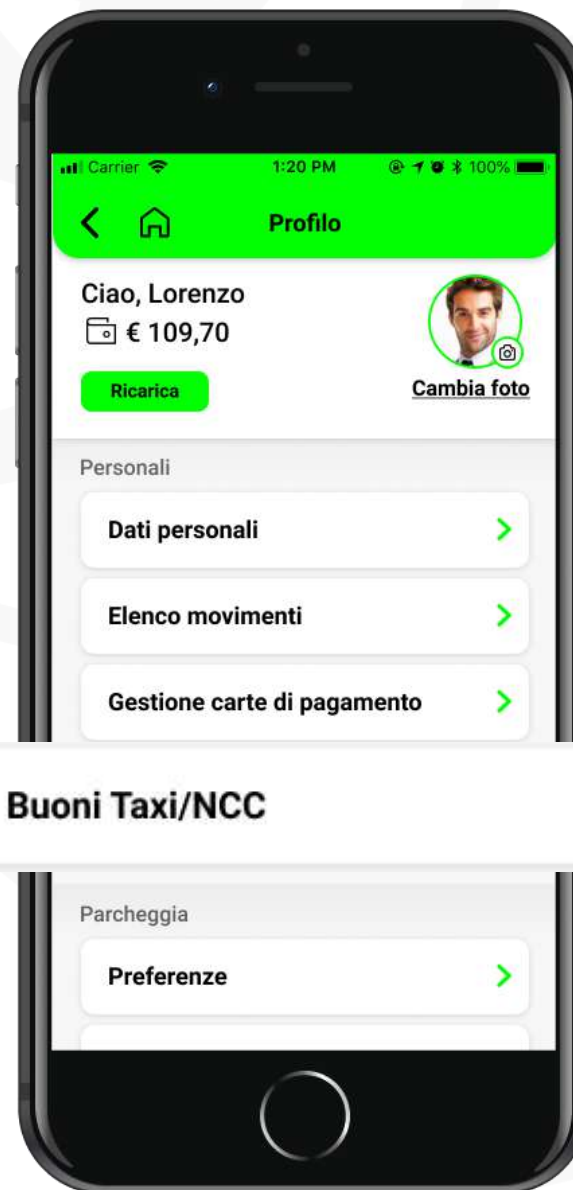 Carrier 1:20 PM 100%
Profilo
Ciao, Lorenzo
€ 109,70
Ricarica
Cambia foto
Personali
Dati personali
Elenco movimenti
Gestione carte di pagamento
Buoni Taxi/NCC
Parcheggia
Preferenze